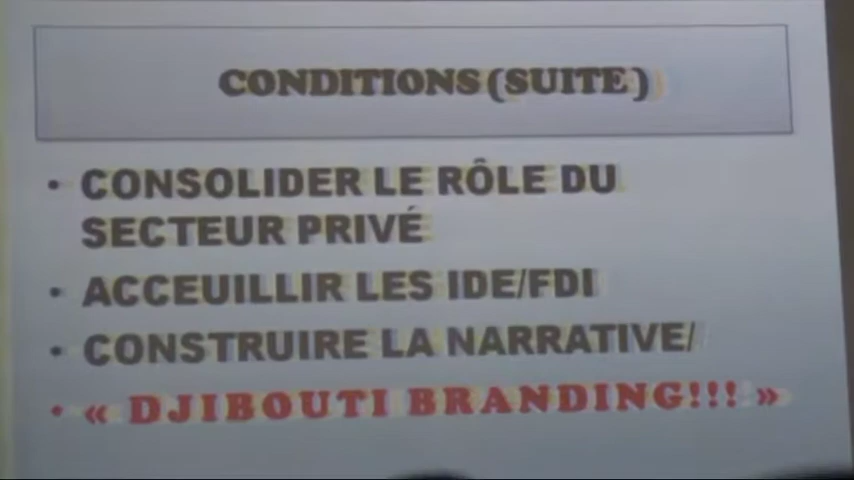 CONDITIONS (SUITE)
• CONSOLIDER LE RÔLE DU
SECTEUR PRIVÉ
• ACCEUILLIR LES IDE/FDI
• CONSTRUIRE LA NARRATIVE/
• « DJIBOUTI BRANDING!!! »